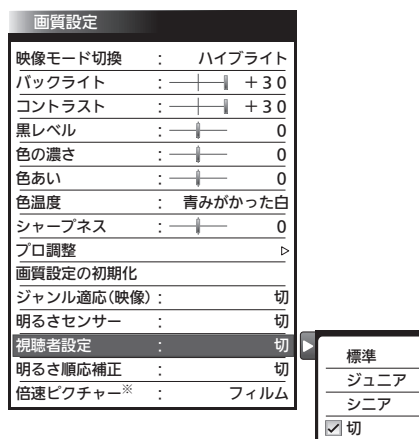 画質設定
映像モード切換 : ハイブライト
バックライト : +30
コントラスト : +30
黒レベル : 0
色の濃さ : 0
色あい : 0
色温度 : 青みがかった白
シャープネス : 0
プロ調整
画質設定の初期化
ジャンル適応(映像) : 切
明るさセンサー : 切
視聴者設定 : 切
明るさ順応補正 : 切
倍速ピクチャー※ : フィルム
標準
ジュニア
シニア
切